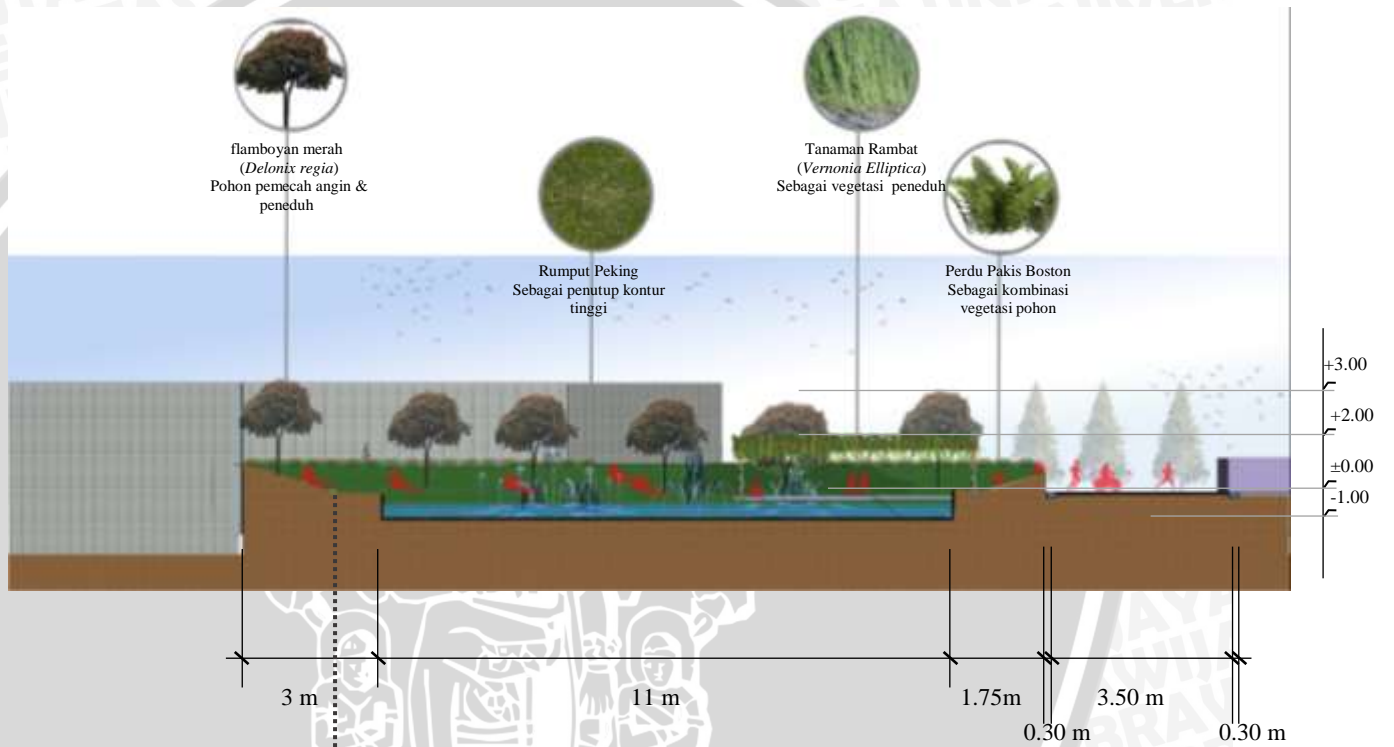 flamboyan merah
(Delonix regia)
Pohon pemecah angin &
peneduh
Rumput Peking
Sebagai penutup kontur
tinggi
Tanaman Rambat
(Vernonia Elliptica)
Sebagai vegetasi peneduh
Perdu Pakis Boston
Sebagai kombinasi
vegetasi pohon
+3.00
+2.00
±0.00
-1.00
3 m
11 m
1.75m
3.50 m
0.30 m
0.30 m